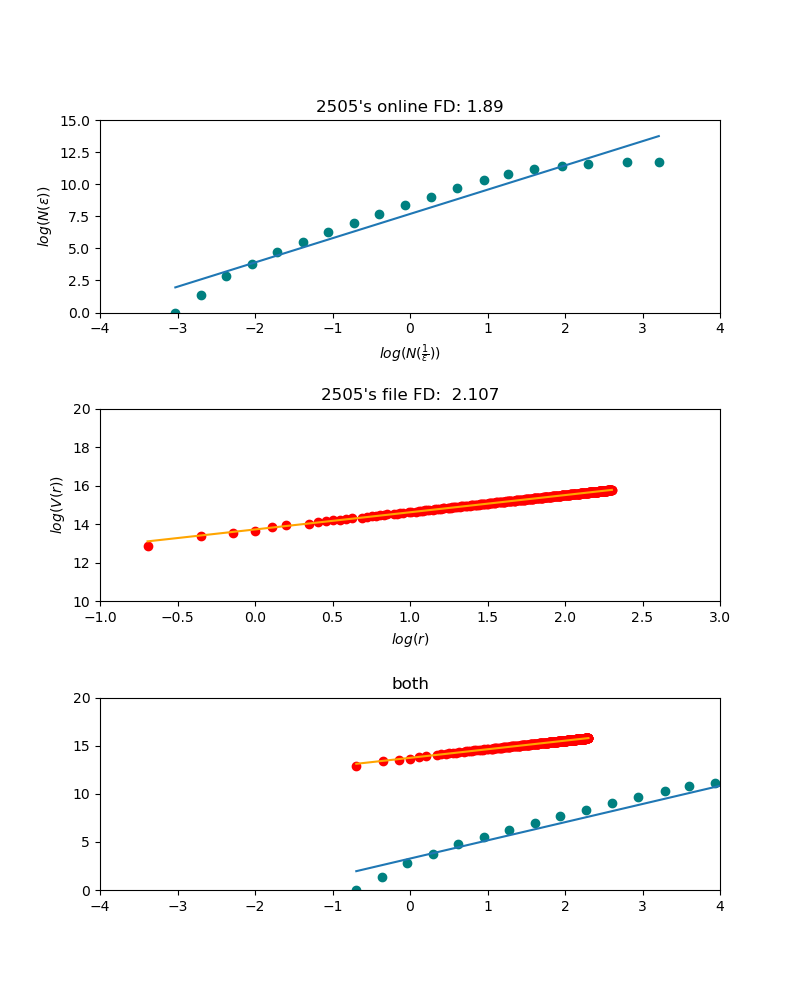 2505's online FD: 1.89
15.0
12.5
10.0
7.5
5.0
2.5
0.0
log(N(ε))
−4 −3 −2 −1 0 1 2 3 4
log(N(1/ε))
2505's file FD:  2.107
20
18
16
14
12
10
log(V(r))
−1.0 −0.5 0.0 0.5 1.0 1.5 2.0 2.5 3.0
log(r)
both
20
15
10
5
0
−4 −3 −2 −1 0 1 2 3 4